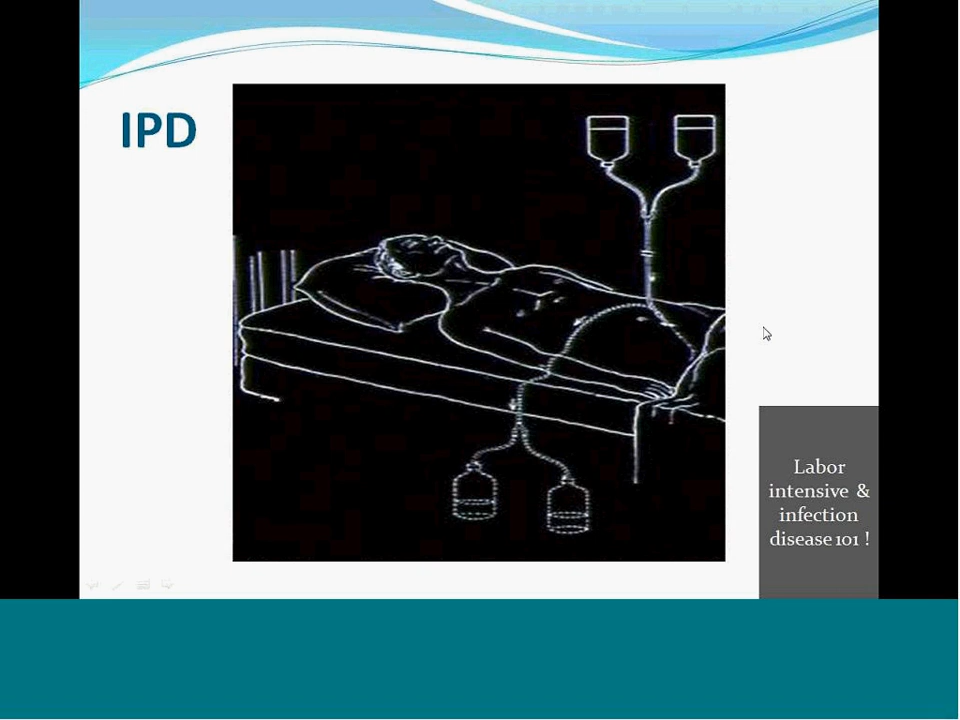 IPD
Labor
intensive &
infection
disease 101 !